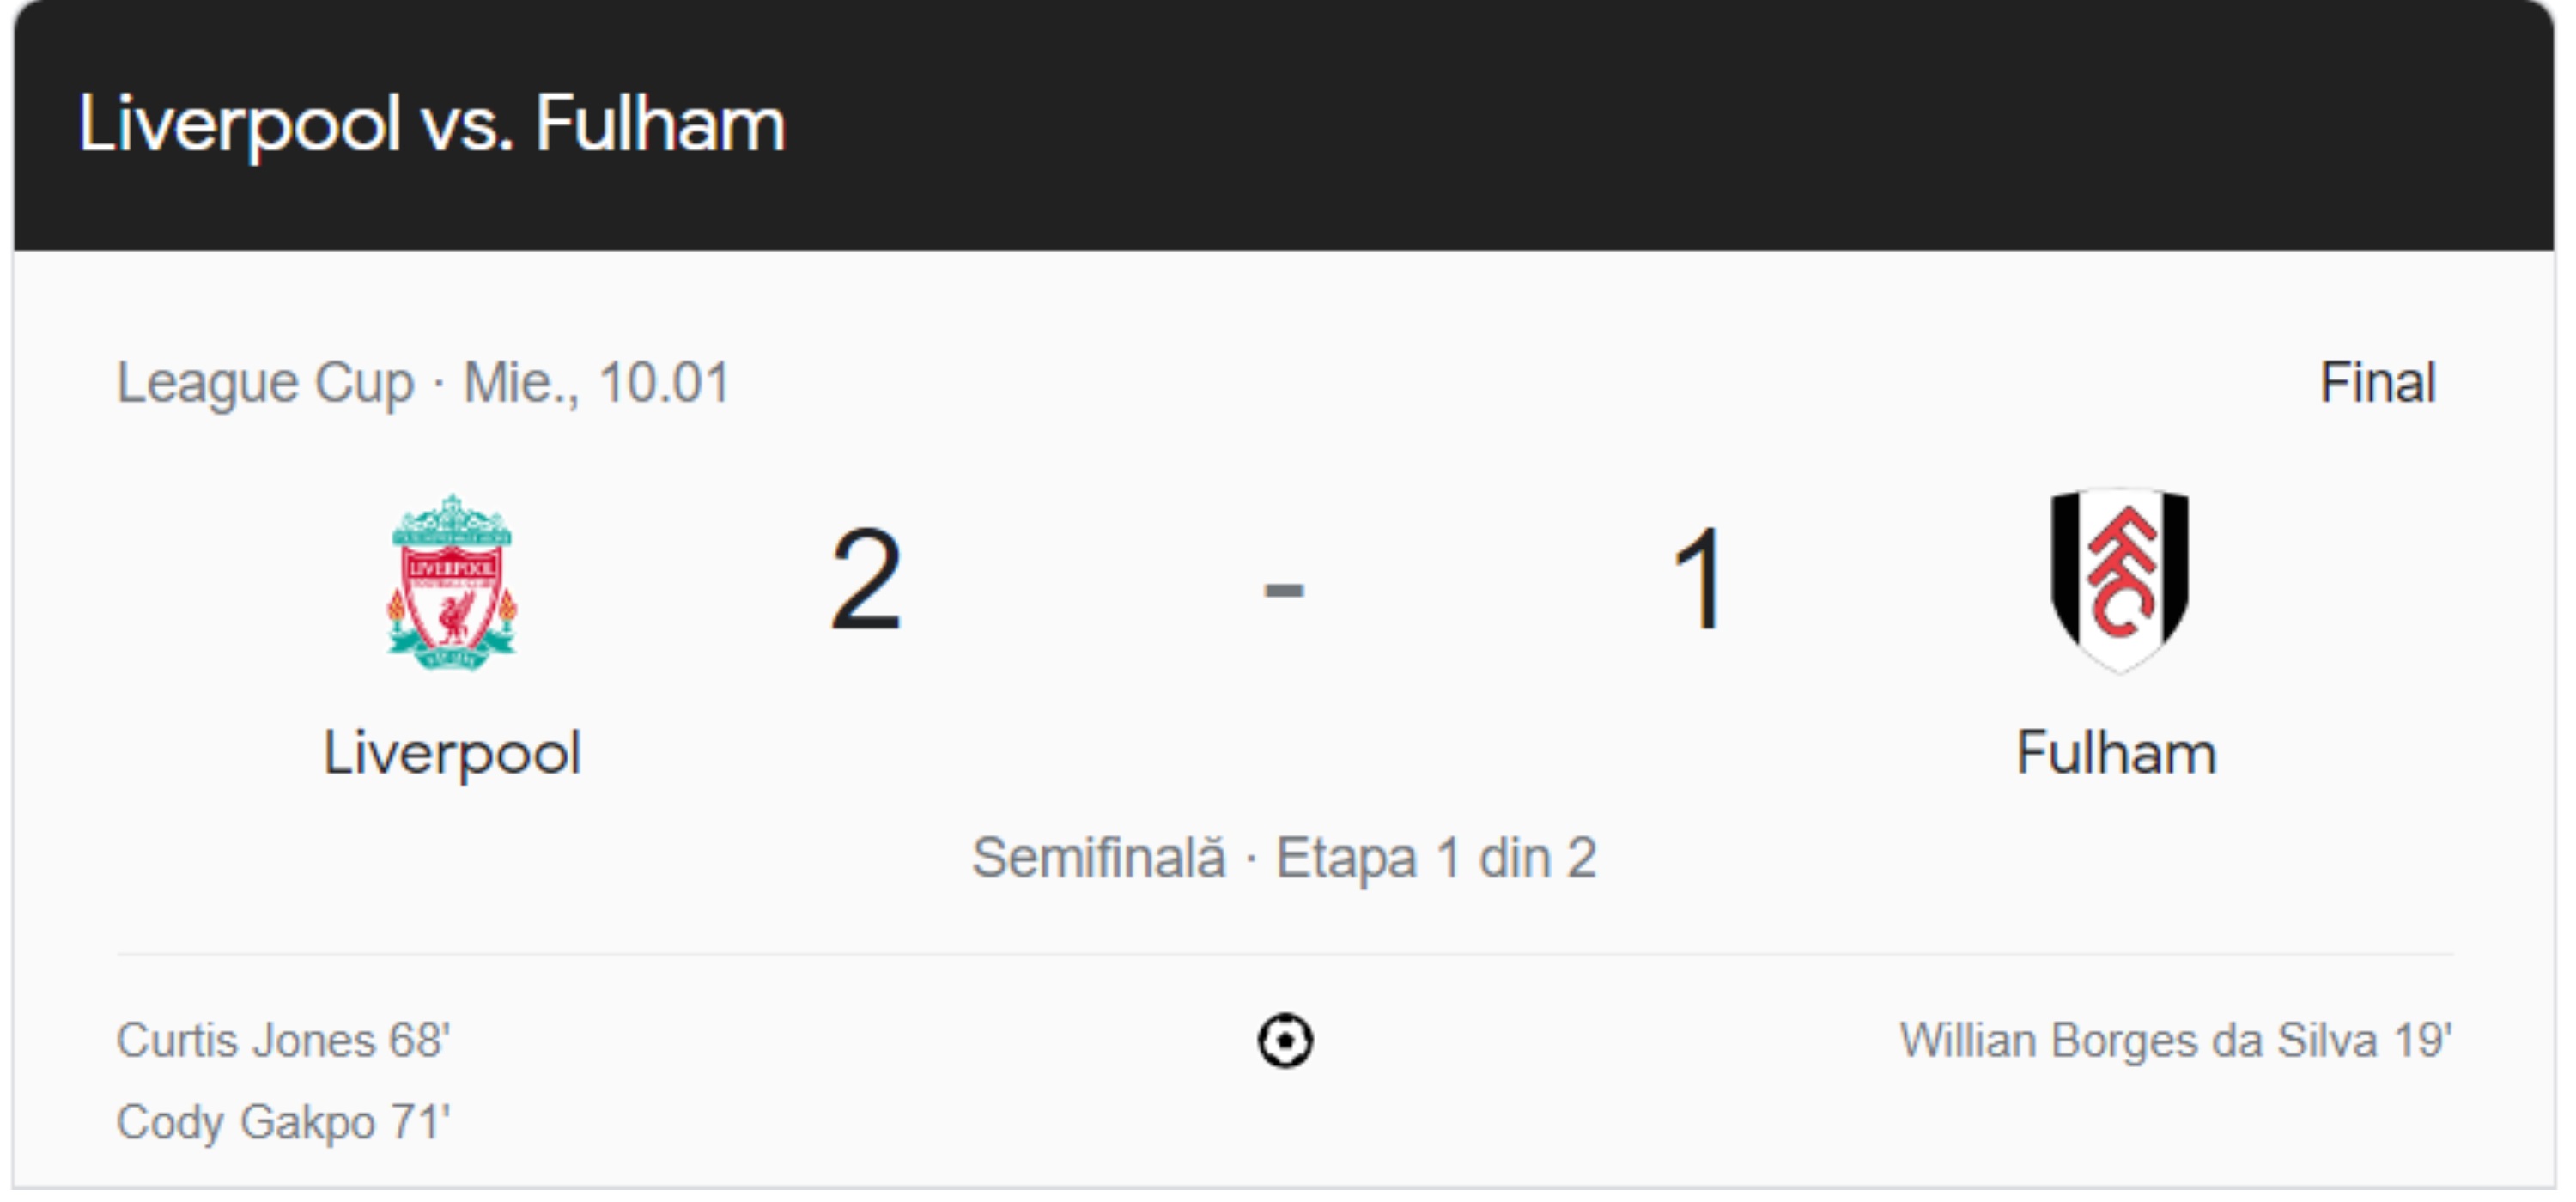 Liverpool vs. Fulham
League Cup · Mie., 10.01
Final
LIVERPOOL
FFC
2 - 1
Liverpool
Fulham
Semifinală · Etapa 1 din 2
Curtis Jones 68'
Willian Borges da Silva 19'
Cody Gakpo 71'